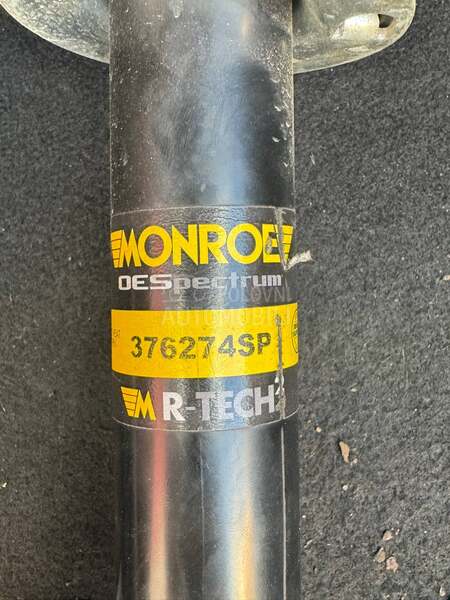 MONROE
OESpectrum
376274SP
M R-TECH